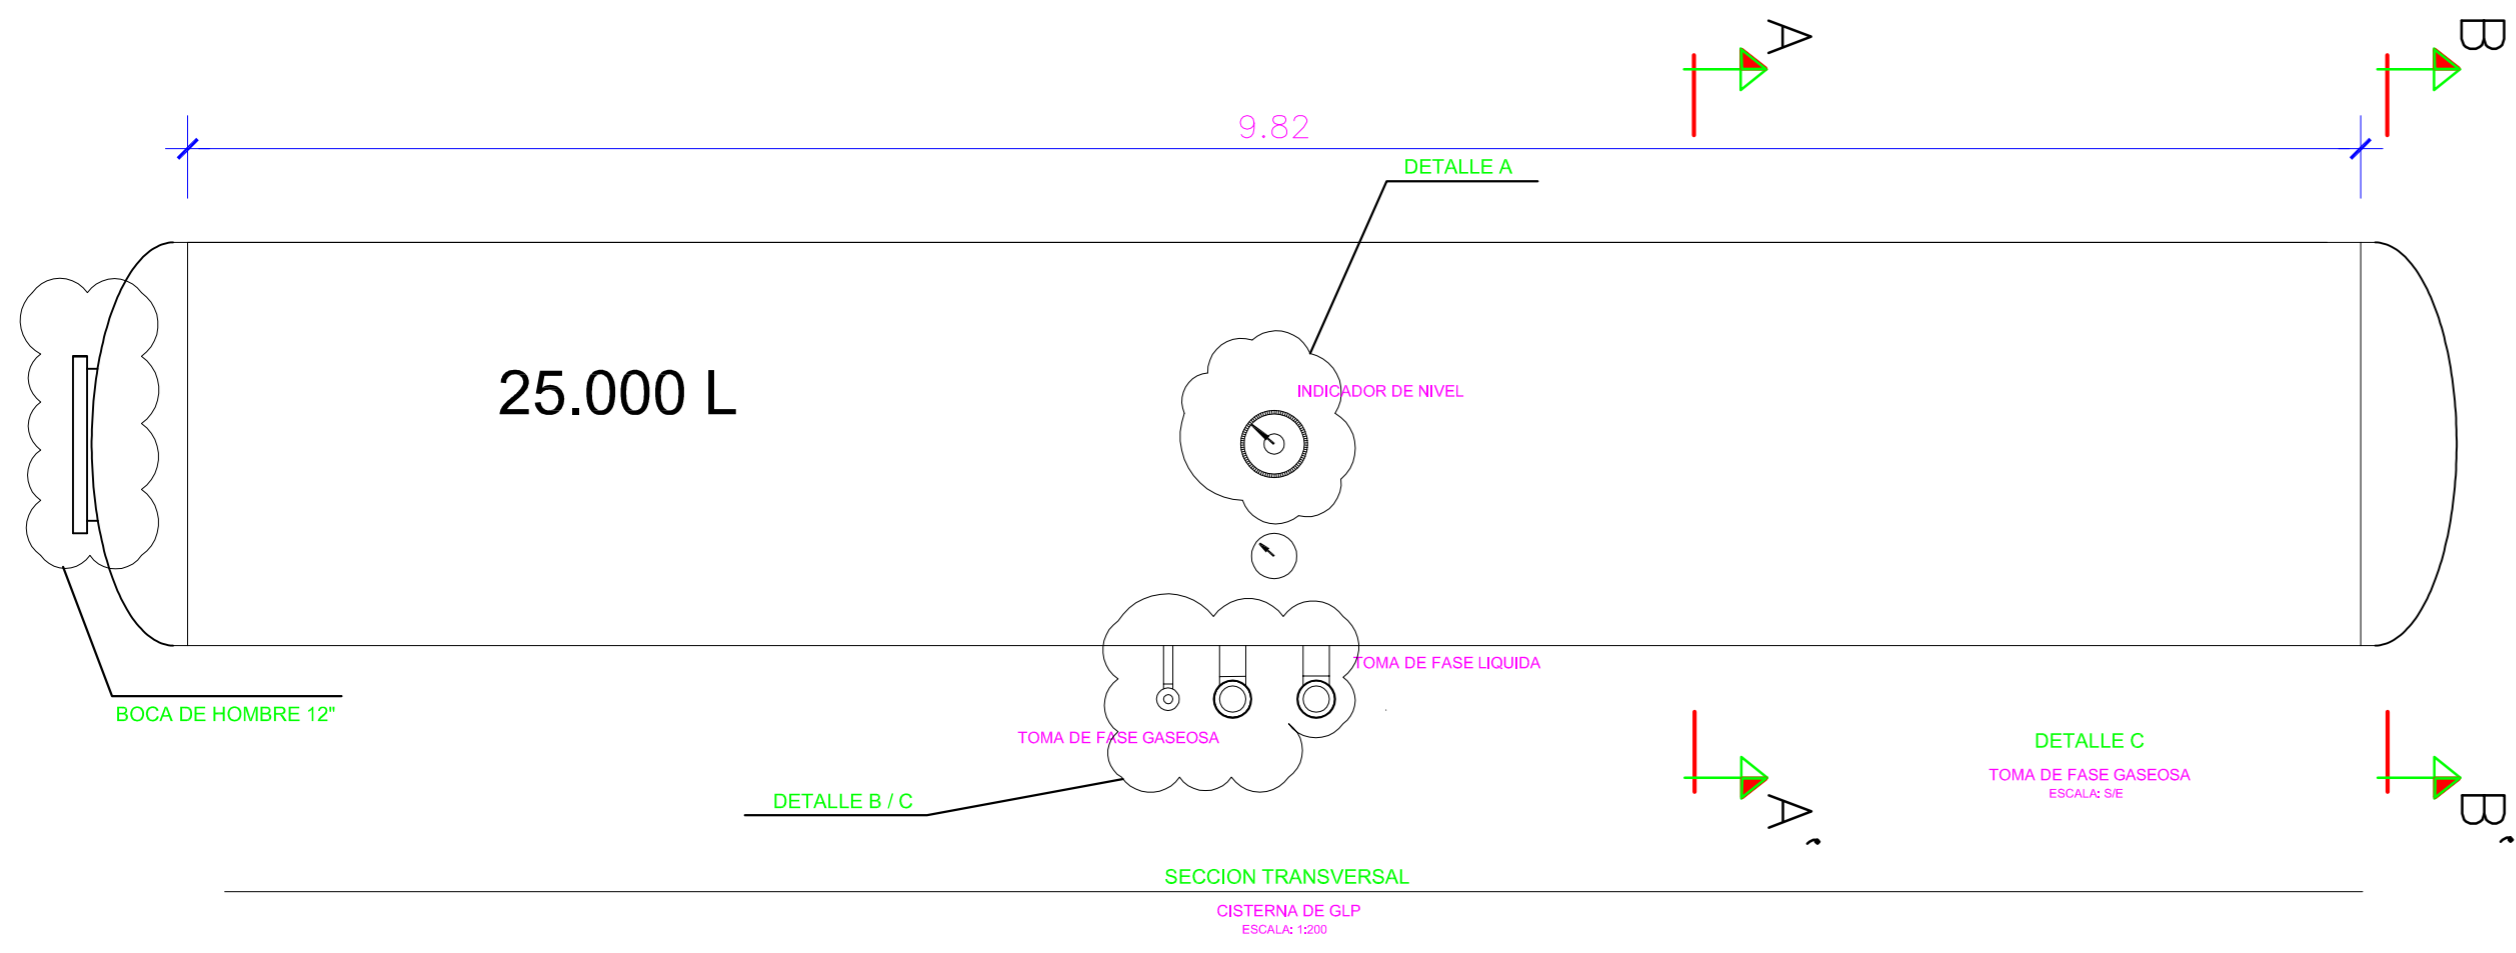 A
B
9.82
DETALLE A
25.000 L
INDICADOR DE NIVEL
TOMA DE FASE LIQUIDA
BOCA DE HOMBRE 12"
TOMA DE FASE GASEOSA
DETALLE C
TOMA DE FASE GASEOSA
ESCALA: S/E
DETALLE B / C
A'
B'
SECCION TRANSVERSAL
CISTERNA DE GLP
ESCALA: 1:200